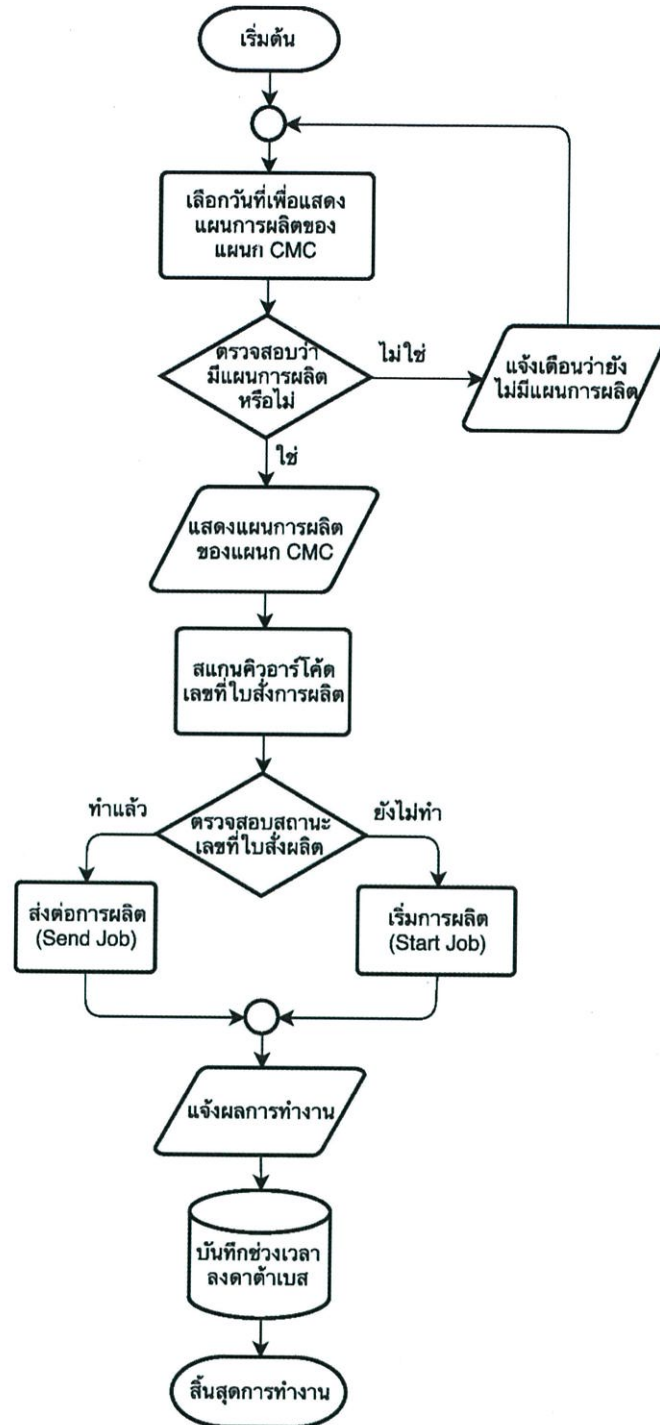 เริ่มต้น
เลือกวันที่เพื่อแสดง
แผนการผลิตของ
แผนก CMC
ตรวจสอบว่า
มีแผนการผลิต
หรือไม่
ไม่ใช่
แจ้งเตือนว่ายัง
ไม่มีแผนการผลิต
ใช่
แสดงแผนการผลิต
ของแผนก CMC
สแกนคิวอาร์โค้ด
เลขที่ใบสั่งการผลิต
ตรวจสอบสถานะ
เลขที่ใบสั่งผลิต
ทำแล้ว
ยังไม่ทำ
ส่งต่อการผลิต
(Send Job)
เริ่มการผลิต
(Start Job)
แจ้งผลการทำงาน
บันทึกช่วงเวลา
ลงดาต้าเบส
สิ้นสุดการทำงาน